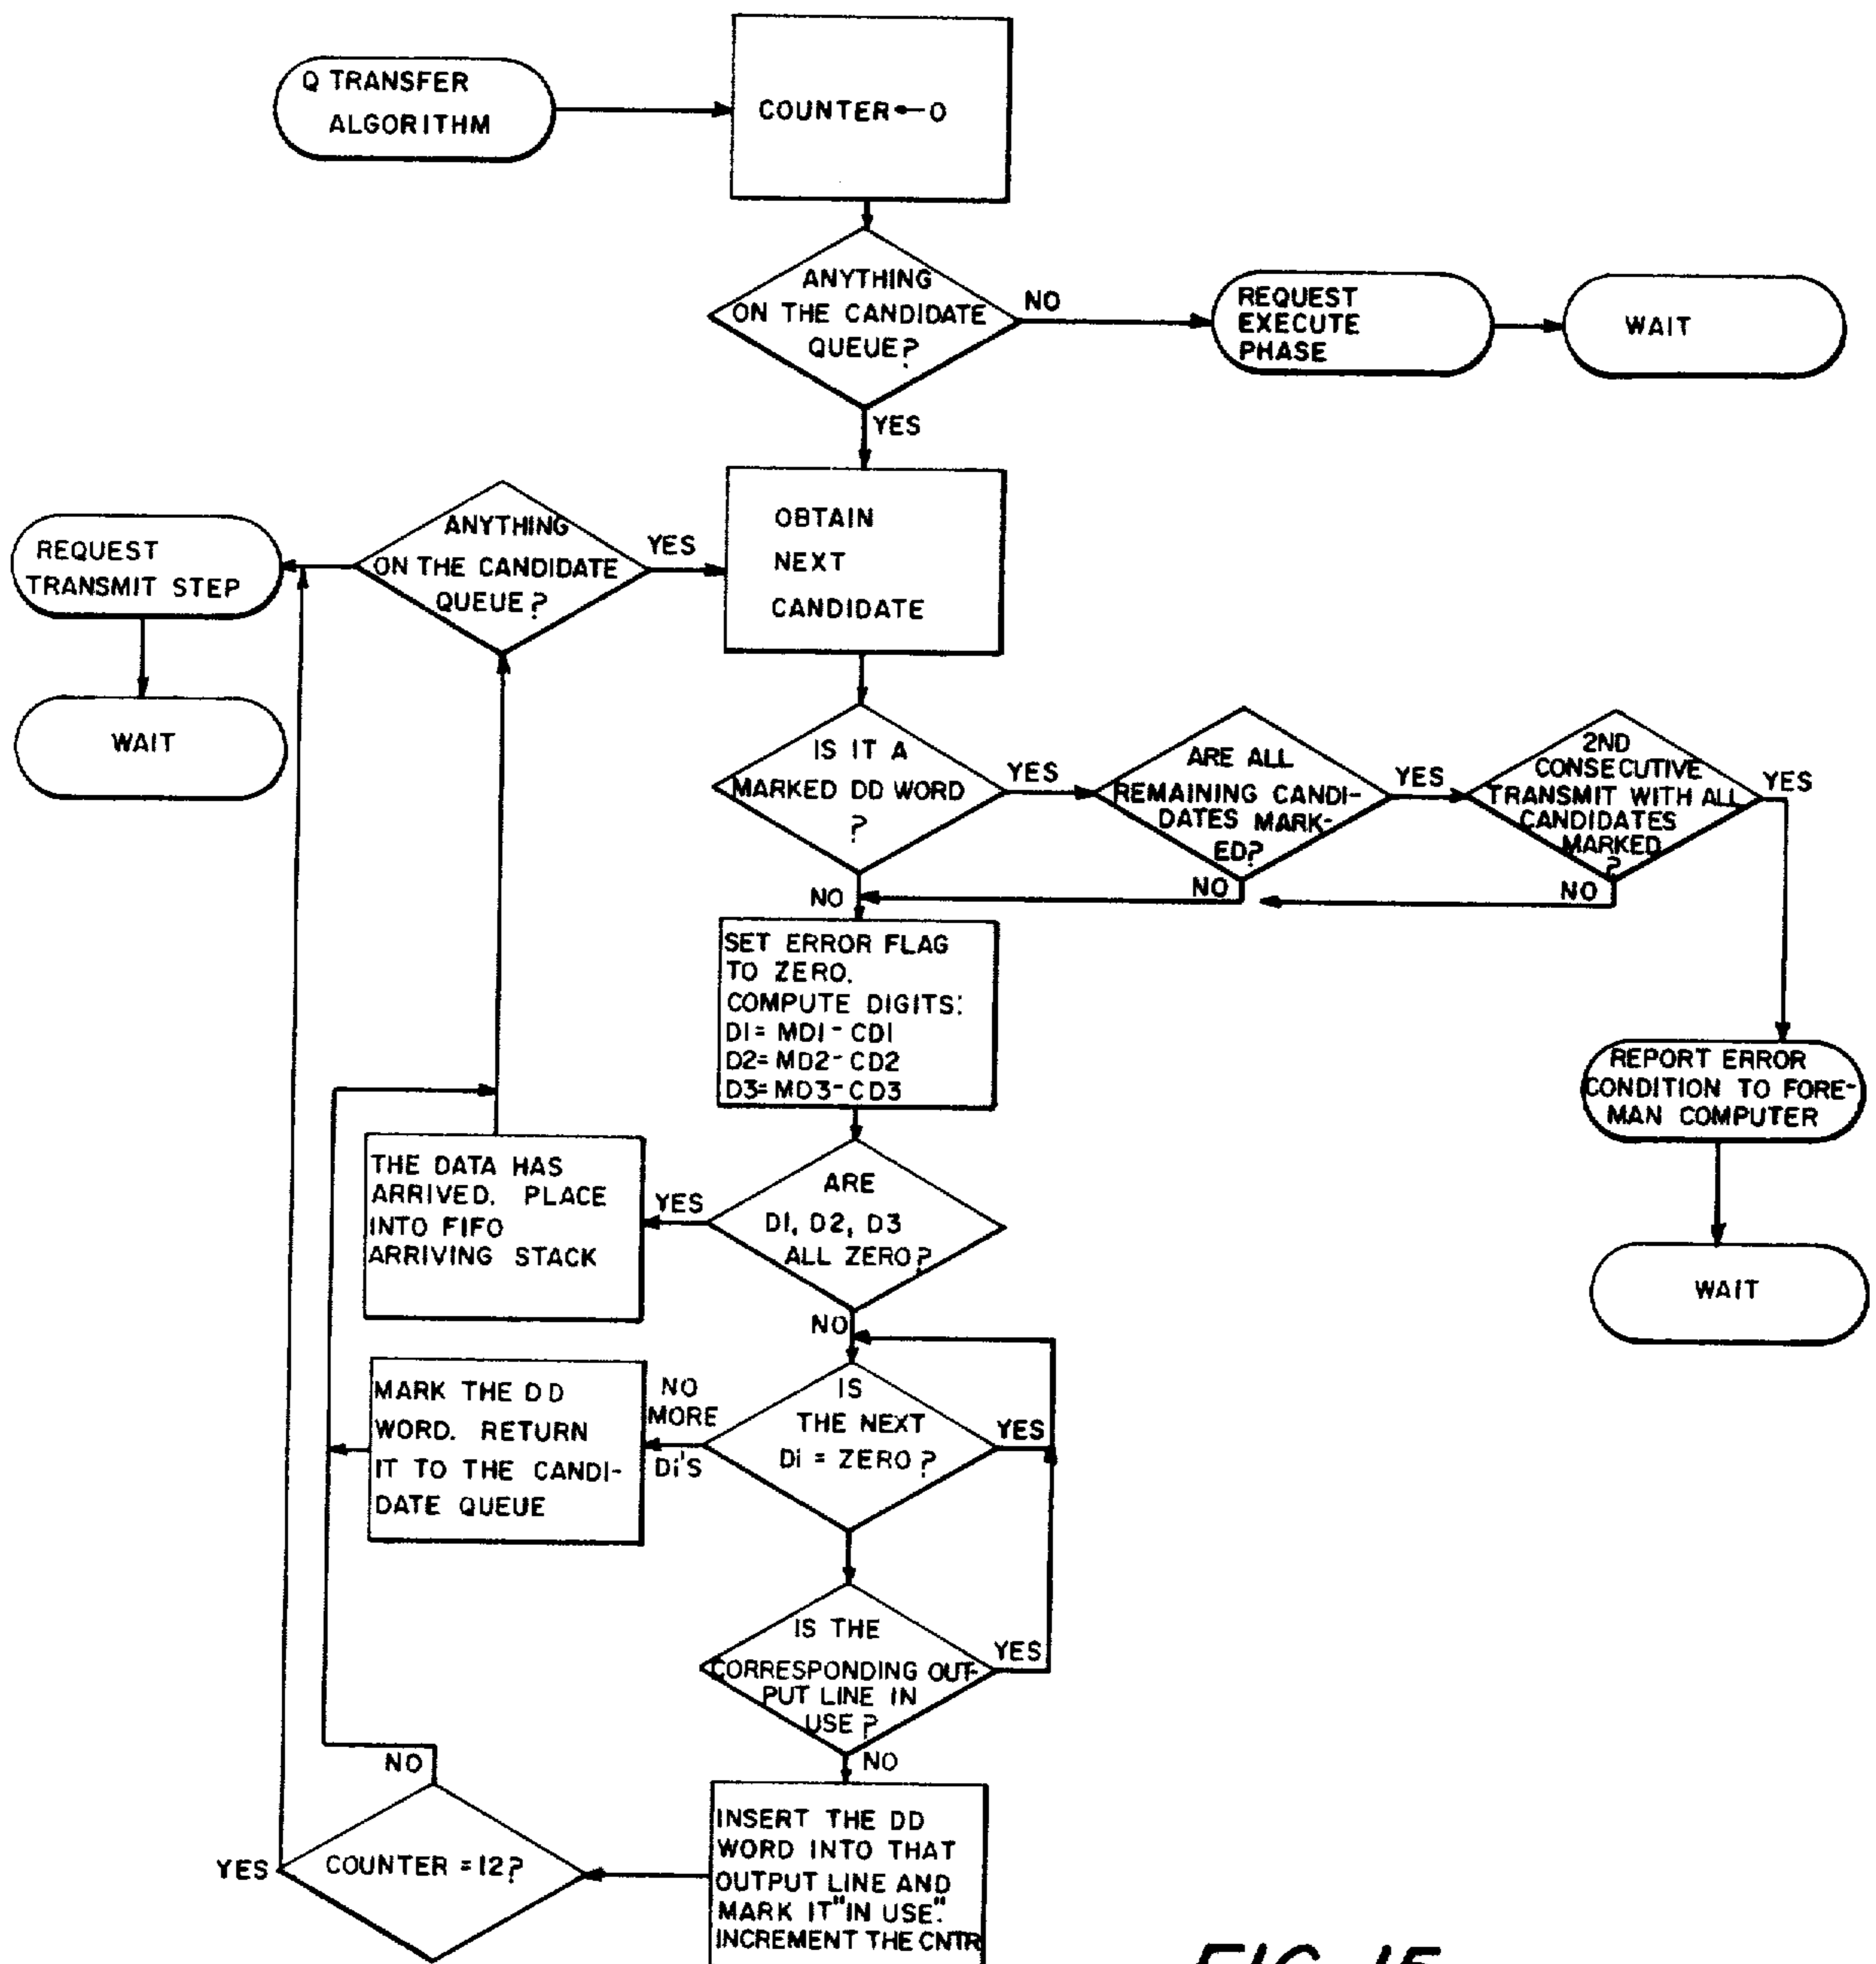 Q TRANSFER
ALGORITHM
COUNTER←0
ANYTHING
ON THE CANDIDATE
QUEUE?
NO
REQUEST
EXECUTE
PHASE
WAIT
YES
REQUEST
TRANSMIT STEP
ANYTHING
ON THE CANDIDATE
QUEUE?
YES
OBTAIN
NEXT
CANDIDATE
WAIT
IS IT A
MARKED DD WORD
?
YES
ARE ALL
REMAINING CANDI-
DATES MARK-
ED?
YES
2ND
CONSECUTIVE
TRANSMIT WITH ALL
CANDIDATES
MARKED
?
YES
NO
NO
NO
SET ERROR FLAG
TO ZERO.
COMPUTE DIGITS:
D1= MD1- CD1
D2= MD2- CD2
D3= MD3- CD3
REPORT ERROR
CONDITION TO FORE-
MAN COMPUTER
WAIT
THE DATA HAS
ARRIVED. PLACE
INTO FIFO
ARRIVING STACK
YES
ARE
D1, D2, D3
ALL ZERO?
NO
MARK THE DD
WORD. RETURN
IT TO THE CANDI-
DATE QUEUE
NO
MORE
Di'S
IS
THE NEXT
Di = ZERO?
YES
IS THE
CORRESPONDING OUT-
PUT LINE IN
USE?
YES
NO
NO
YES
COUNTER =12?
INSERT THE DD
WORD INTO THAT
OUTPUT LINE AND
MARK IT"IN USE."
INCREMENT THE CNTR
FIG. 15